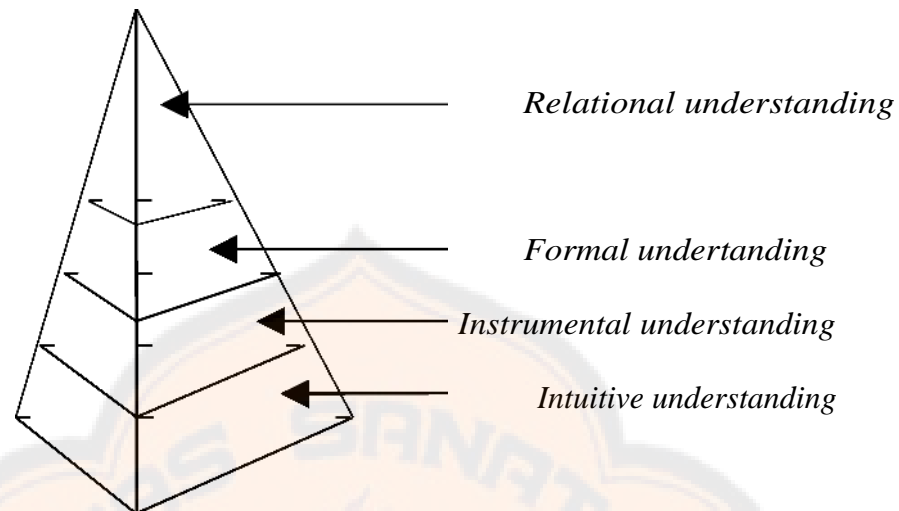 Relational understanding
Formal undertanding
Instrumental understanding
Intuitive understanding